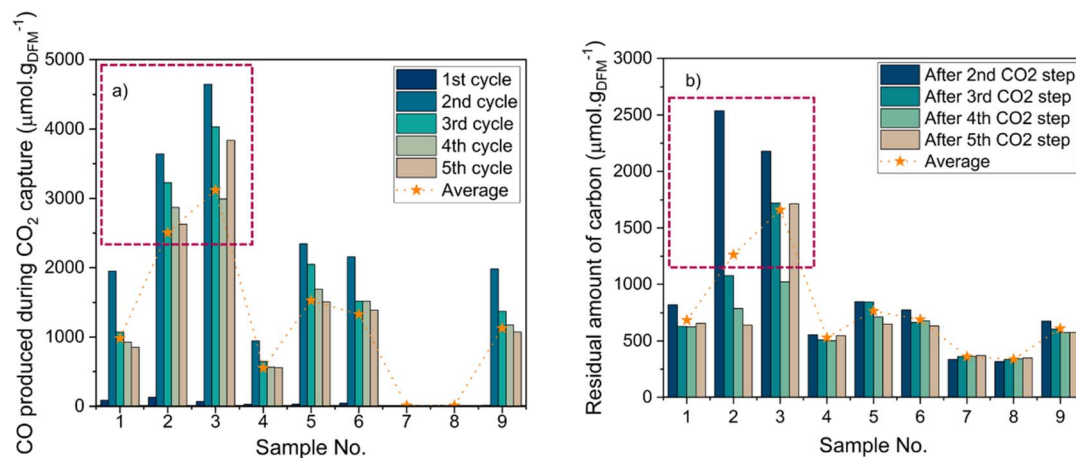 CO produced during CO₂ capture (μmol.g_DFM⁻¹)
5000
4000
3000
2000
1000
0
a)
1st cycle
2nd cycle
3rd cycle
4th cycle
5th cycle
Average
1 2 3 4 5 6 7 8 9
Sample No.
Residual amount of carbon (μmol.g_DFM⁻¹)
3000
2500
2000
1500
1000
500
0
b)
After 2nd CO2 step
After 3rd CO2 step
After 4th CO2 step
After 5th CO2 step
Average
1 2 3 4 5 6 7 8 9
Sample No.